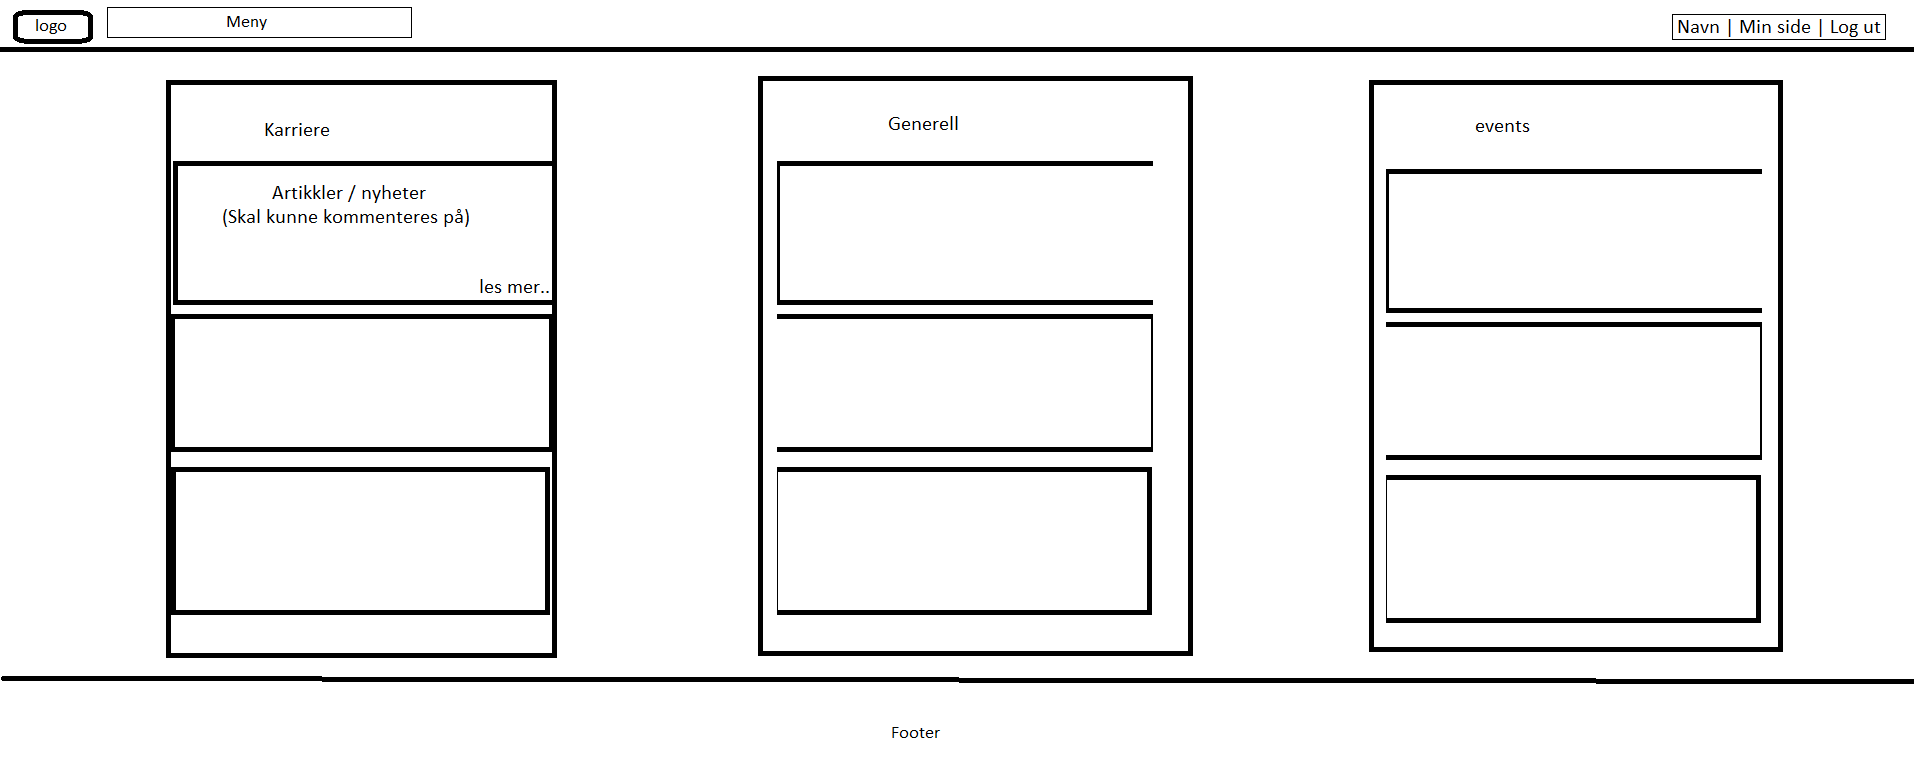 logo
Meny
Navn | Min side | Log ut
Karriere
Artikkler / nyheter
(Skal kunne kommenteres på)
les mer..
Generell
events
Footer